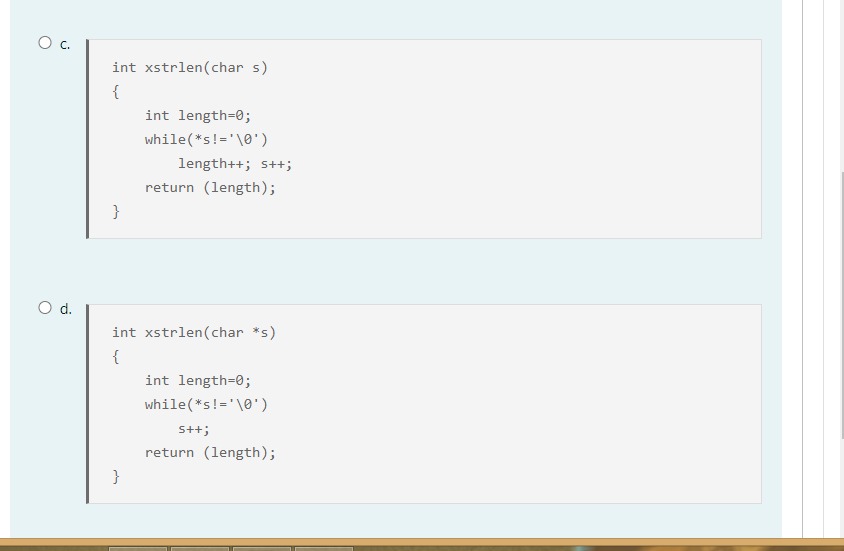 c.
int xstrlen(char s)
{
    int length=0;
    while(*s!='\0')
        length++; s++;
    return (length);
}
d.
int xstrlen(char *s)
{
    int length=0;
    while(*s!='\0')
        s++;
    return (length);
}